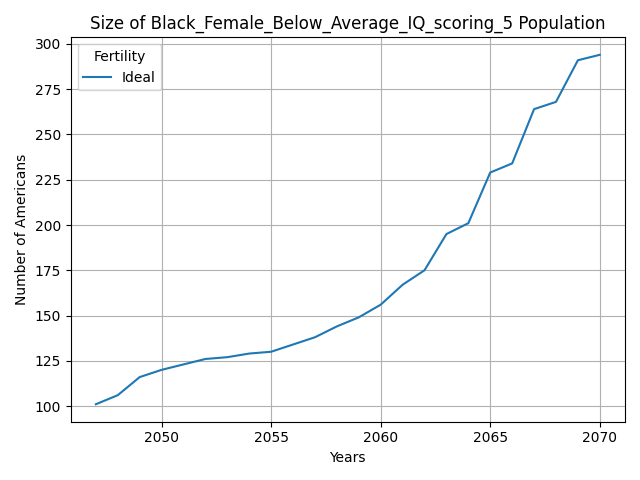 Size of Black_Female_Below_Average_IQ_scoring_5 Population
Number of Americans
300
275
250
225
200
175
150
125
100
Fertility
Ideal
2050 2055 2060 2065 2070
Years